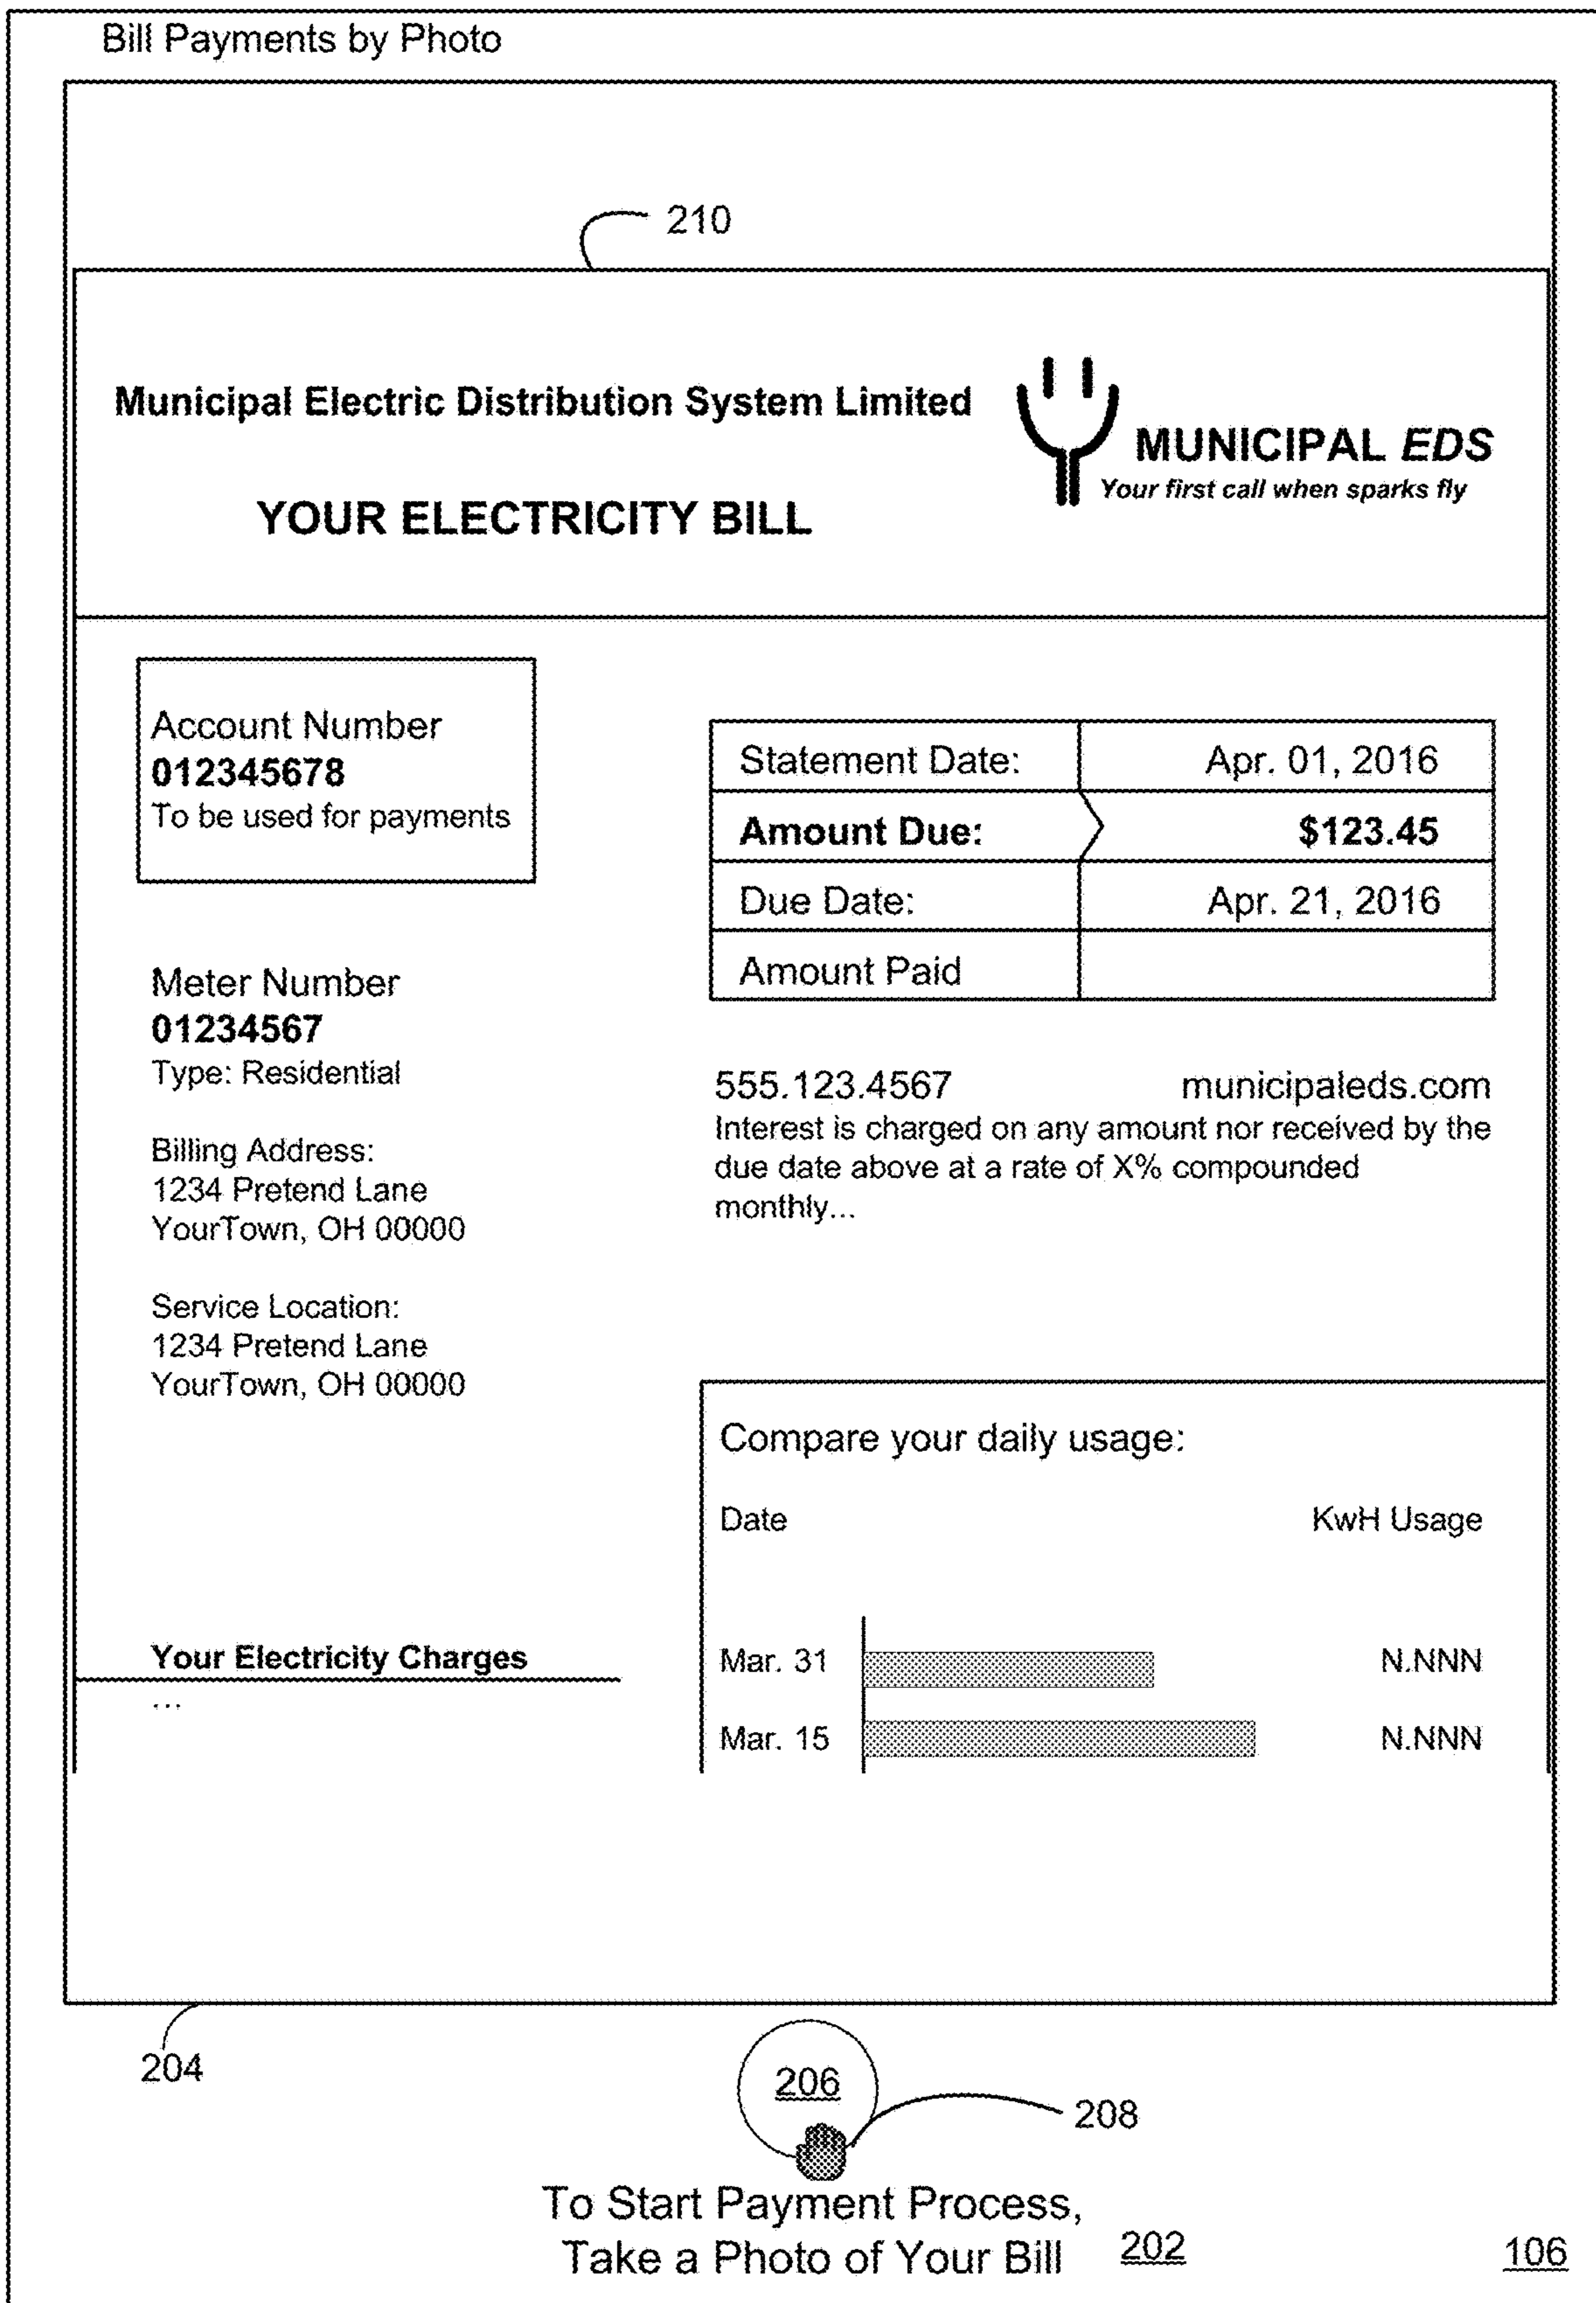 Bill Payments by Photo
210
Municipal Electric Distribution System Limited
MUNICIPAL EDS
Your first call when sparks fly
YOUR ELECTRICITY BILL
Account Number
012345678
To be used for payments
Statement Date: Apr. 01, 2016
Amount Due: $123.45
Due Date: Apr. 21, 2016
Amount Paid
Meter Number
01234567
Type: Residential
Billing Address:
1234 Pretend Lane
YourTown, OH 00000
Service Location:
1234 Pretend Lane
YourTown, OH 00000
555.123.4567 municipaleds.com
Interest is charged on any amount nor received by the
due date above at a rate of X% compounded
monthly...
Compare your daily usage:
Date KwH Usage
Mar. 31 N.NNN
Mar. 15 N.NNN
Your Electricity Charges
...
204
206
208
To Start Payment Process,
Take a Photo of Your Bill
202
106